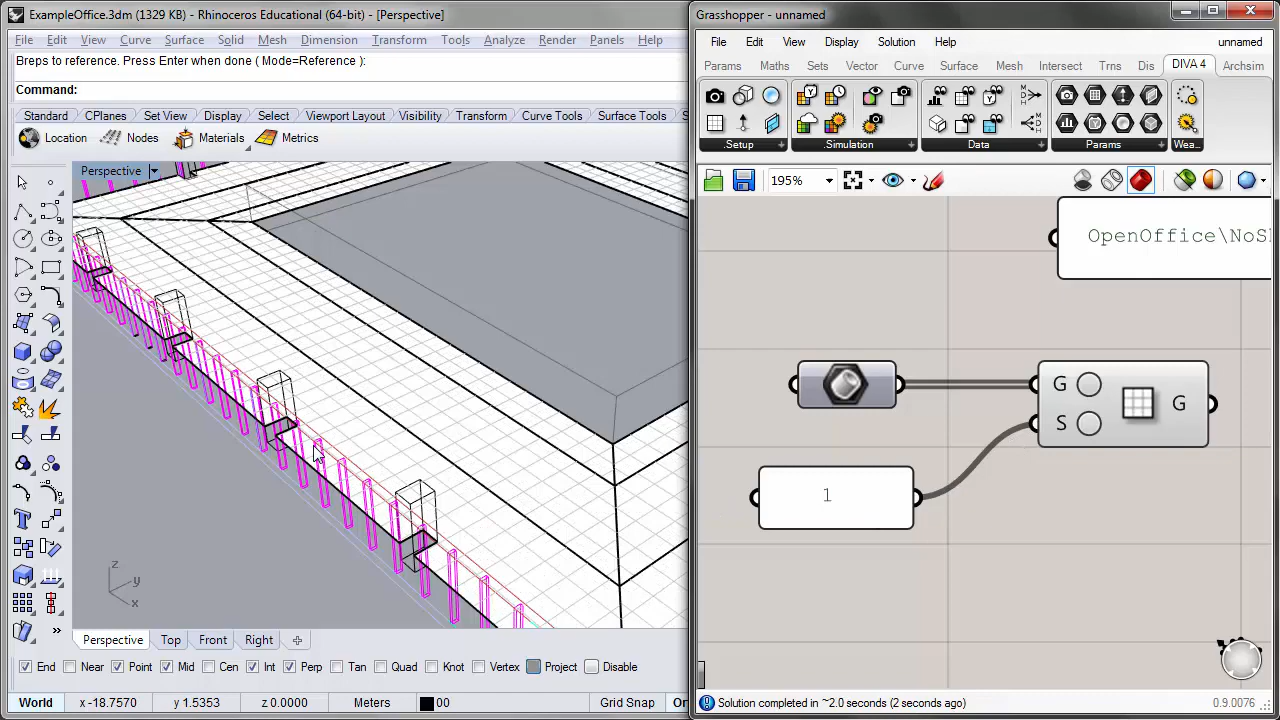 ExampleOffice.3dm (1329 KB) - Rhinoceros Educational (64-bit) - [Perspective]
File Edit View Curve Surface Solid Mesh Dimension Transform Tools Analyze Render Panels Help
Breps to reference. Press Enter when done ( Mode=Reference ):
Command:
Standard CPlanes Set View Display Select Viewport Layout Visibility Transform Curve Tools Surface Tools S
Location Nodes Materials Metrics
Perspective
z
y
x
Perspective Top Front Right
End Near Point Mid Cen Int Perp Tan Quad Knot Vertex Project Disable
World x -18.7570 y 1.5353 z 0.0000 Meters 00 Grid Snap Or
Grasshopper - unnamed
File Edit View Display Solution Help unnamed
Params Maths Sets Vector Curve Surface Mesh Intersect Trns Dis DIVA 4 Archsim
.Setup .Simulation Data Params Wea...
195%
OpenOffice\NoS
G G
S
1
Solution completed in ~2.0 seconds (2 seconds ago) 0.9.0076